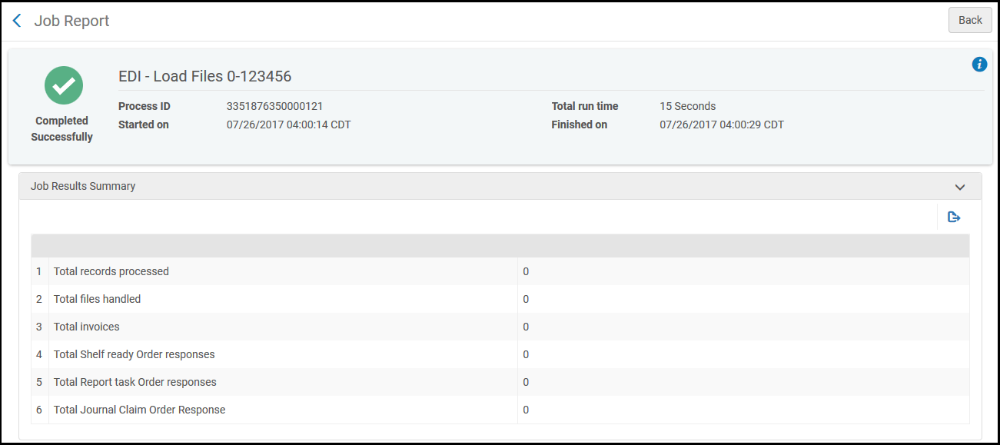 Job Report
Back
EDI - Load Files 0-123456
Completed Successfully
Process ID 3351876350000121 Total run time 15 Seconds
Started on 07/26/2017 04:00:14 CDT Finished on 07/26/2017 04:00:29 CDT
Job Results Summary
1 Total records processed 0
2 Total files handled 0
3 Total invoices 0
4 Total Shelf ready Order responses 0
5 Total Report task Order responses 0
6 Total Journal Claim Order Response 0